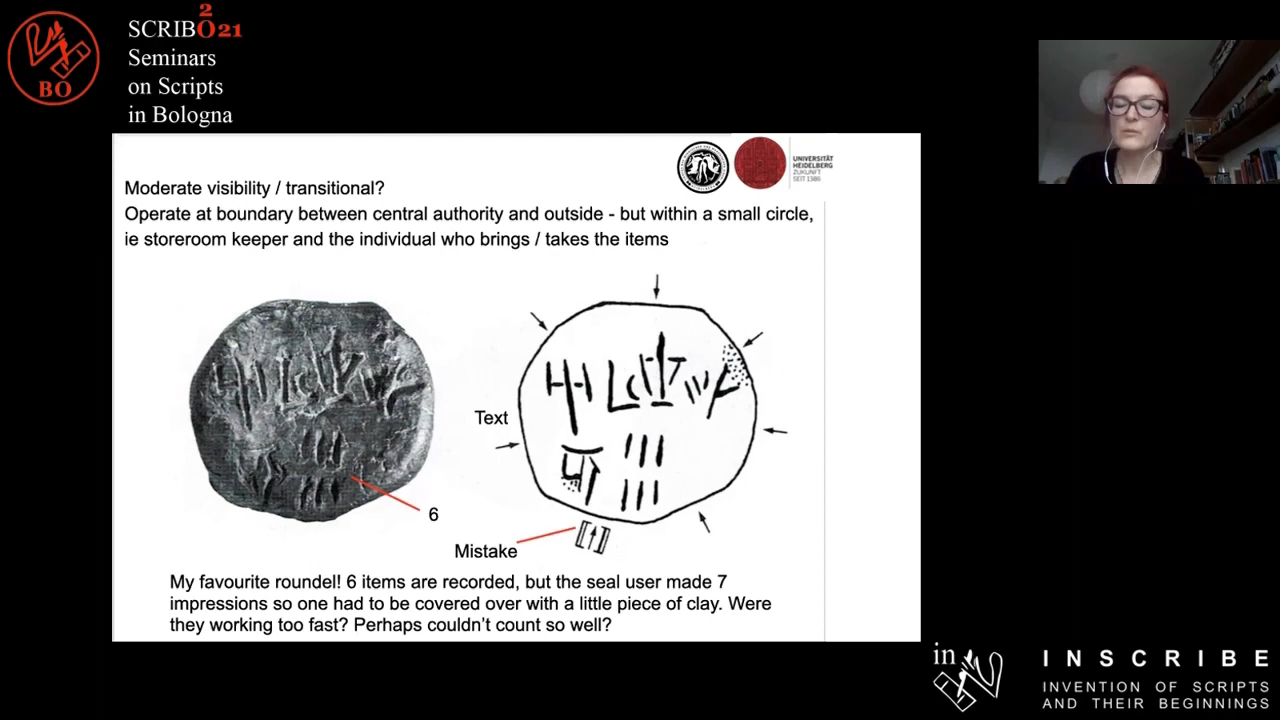 SCRIBO21
2
Seminars
on Scripts
in Bologna
BO
UNIVERSITÄT
HEIDELBERG
ZUKUNFT
SEIT 1386
Moderate visibility / transitional?
Operate at boundary between central authority and outside - but within a small circle,
ie storeroom keeper and the individual who brings / takes the items
Text
6
Mistake
My favourite roundel! 6 items are recorded, but the seal user made 7
impressions so one had to be covered over with a little piece of clay. Were
they working too fast? Perhaps couldn't count so well?
in
INSCRIBE
INVENTION OF SCRIPTS
AND THEIR BEGINNINGS